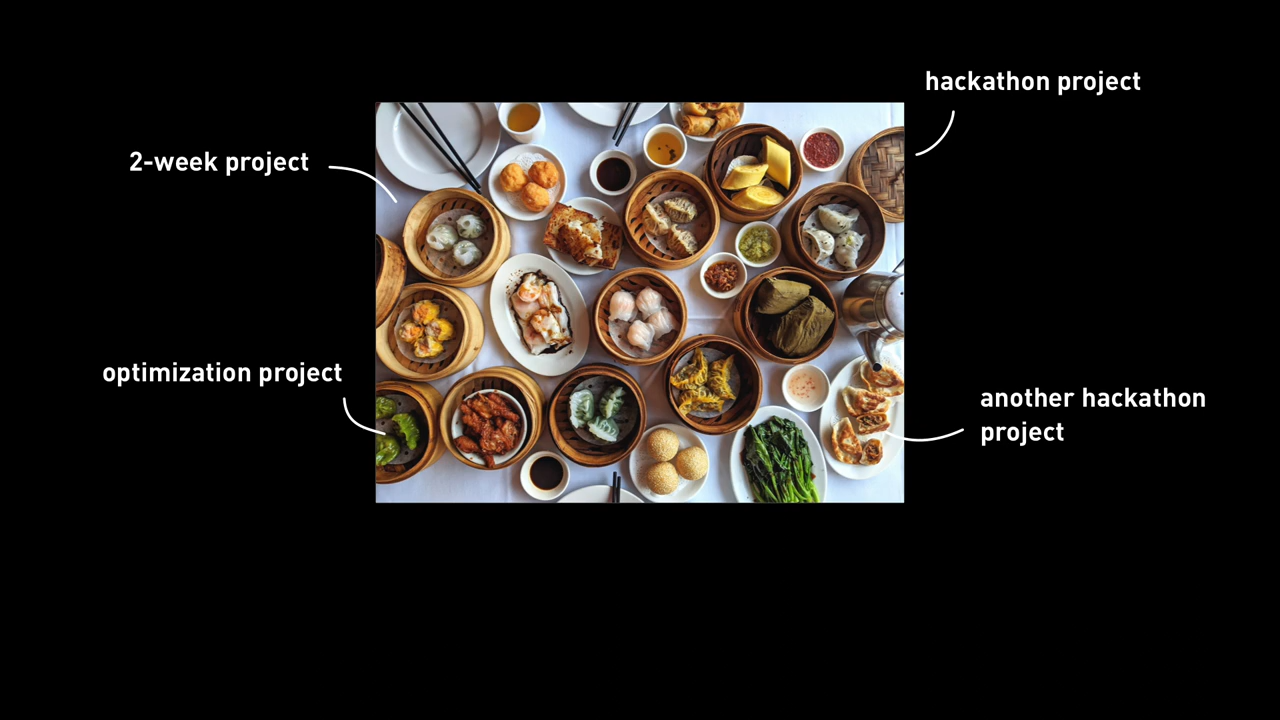 hackathon project
2-week project
optimization project
another hackathon
project